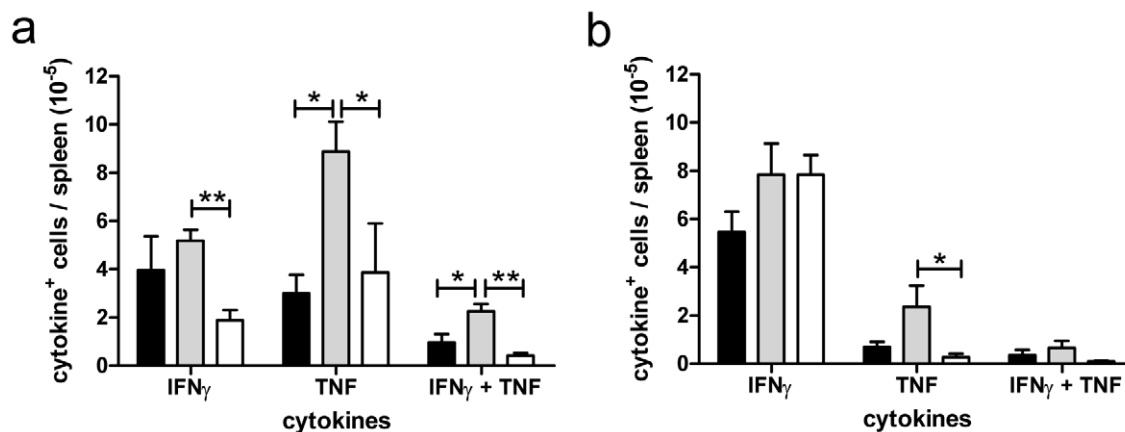 a
cytokine⁺ cells / spleen (10⁻⁵)
12
10
8
6
4
2
0
**
*
*
*
**
IFNγ
TNF
IFNγ + TNF
cytokines
b
cytokine⁺ cells / spleen (10⁻⁵)
12
10
8
6
4
2
0
*
IFNγ
TNF
IFNγ + TNF
cytokines